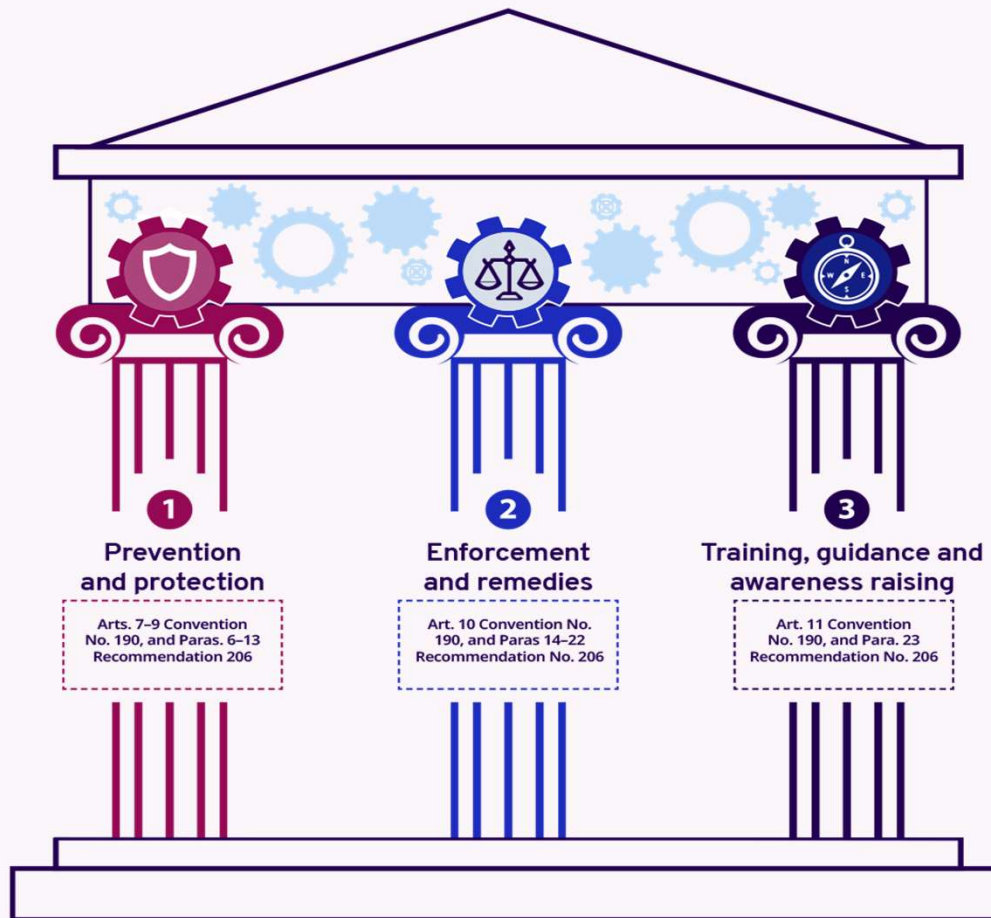 N
W E
S
1
Prevention
and protection
Arts. 7–9 Convention
No. 190, and Paras. 6–13
Recommendation 206
2
Enforcement
and remedies
Art. 10 Convention No.
190, and Paras 14–22
Recommendation No. 206
3
Training, guidance and
awareness raising
Art. 11 Convention
No. 190, and Para. 23
Recommendation No. 206